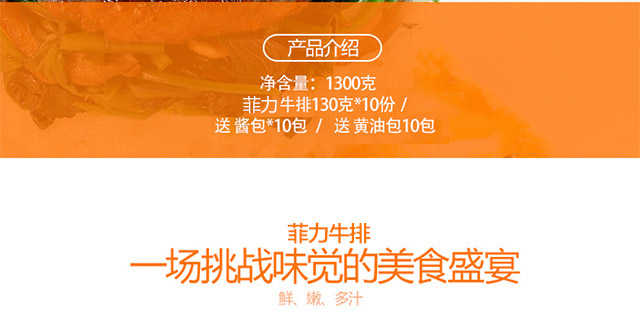 产品介绍
净含量：1300克
菲力牛排130克*10份 /
送 酱包*10包 / 送 黄油包10包
菲力牛排
一场挑战味觉的美食盛宴
鲜、嫩、多汁